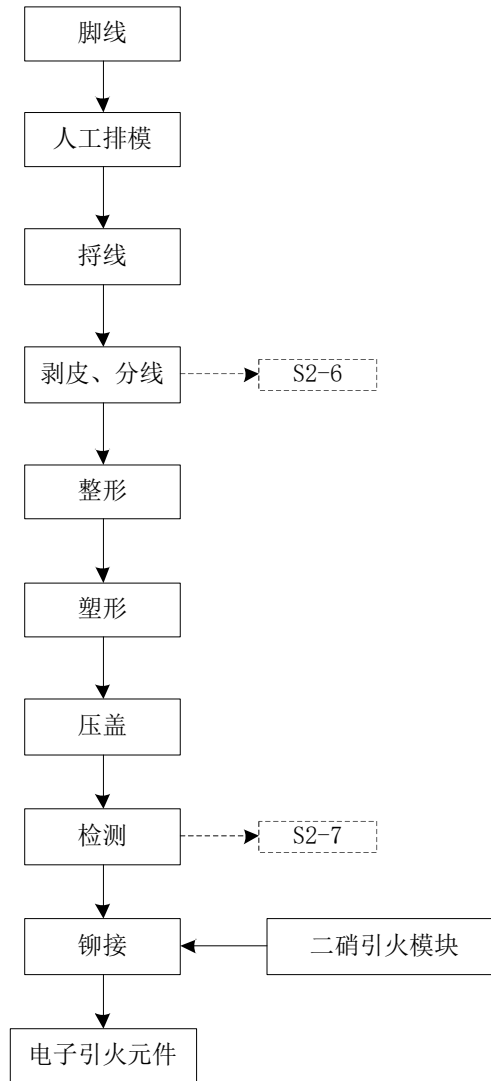 脚线
人工排模
捋线
剥皮、分线
S2-6
整形
塑形
压盖
检测
S2-7
铆接
二硝引火模块
电子引火元件